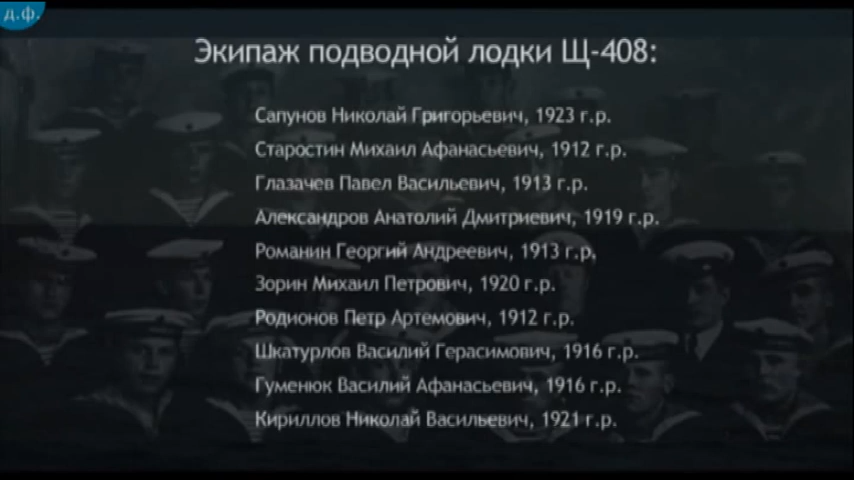 д.ф.
Экипаж подводной лодки Щ-408:
Сапунов Николай Григорьевич, 1923 г.р.
Старостин Михаил Афанасьевич, 1912 г.р.
Глазачев Павел Васильевич, 1913 г.р.
Александров Анатолий Дмитриевич, 1919 г.р.
Романин Георгий Андреевич, 1913 г.р.
Зорин Михаил Петрович, 1920 г.р.
Родионов Петр Артемович, 1912 г.р.
Шкатурлов Василий Герасимович, 1916 г.р.
Гуменюк Василий Афанасьевич, 1916 г.р.
Кириллов Николай Васильевич, 1921 г.р.